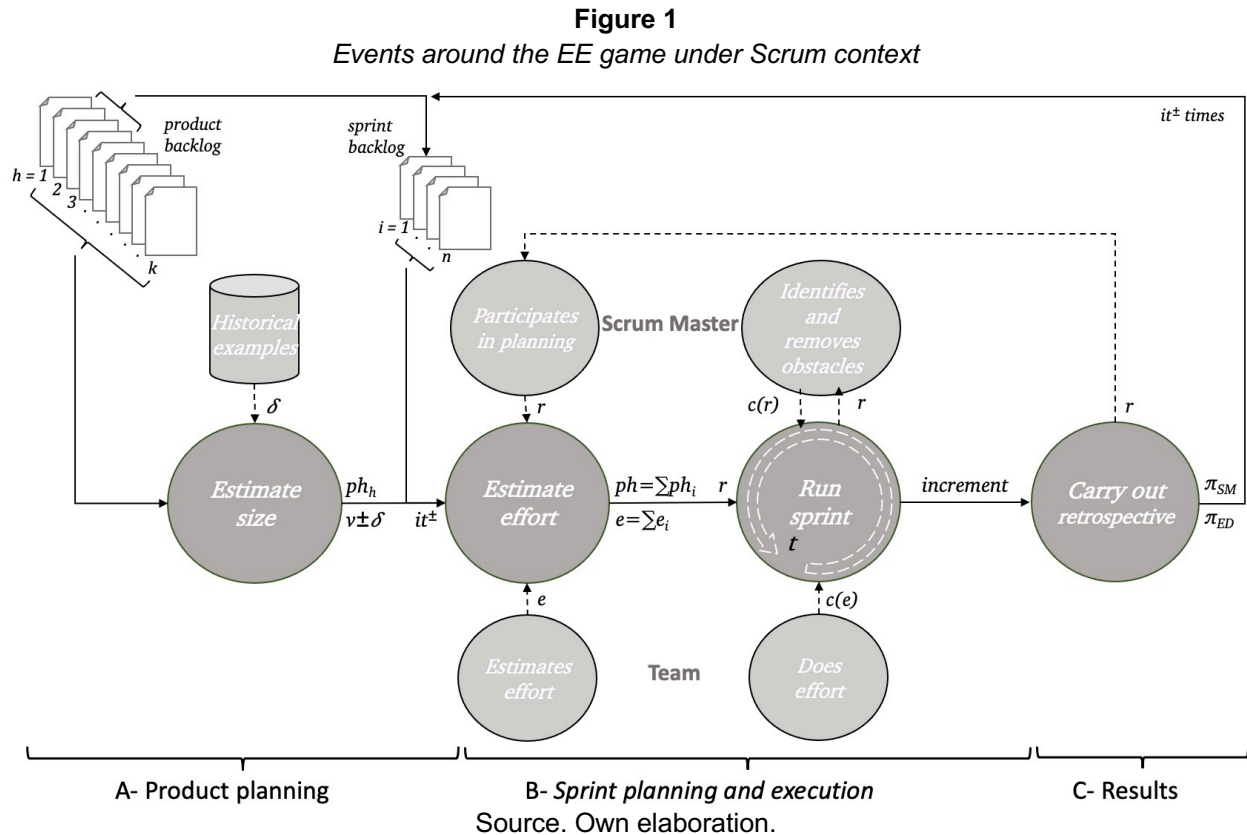 Figure 1
Events around the EE game under Scrum context
product
backlog
sprint
backlog
it± times
h = 1
2
3
.
.
.
.
.
k
i = 1
.
.
n
Historical
examples
δ
Participates
in planning
Scrum Master
Identifies
and
removes
obstacles
r
c(r)
r
r
Estimate
size
phₕ
v±δ
it±
Estimate
effort
ph=∑phᵢ
e=∑eᵢ
r
Run
sprint
t
increment
Carry out
retrospective
πSM
πED
e
c(e)
Estimates
effort
Team
Does
effort
A- Product planning
B- Sprint planning and execution
C- Results
Source. Own elaboration.